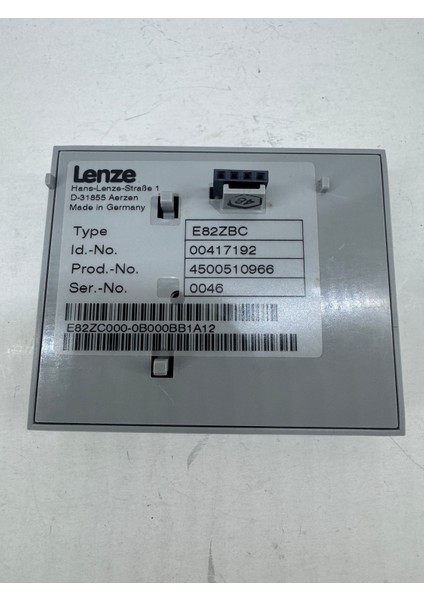 Lenze
Hans-Lenze-Straße 1
D-31855 Aerzen
Made in Germany
Type E82ZBC
Id.-No. 00417192
Prod.-No. 4500510966
Ser.-No. 0046
E82ZC000-0B000BB1A12